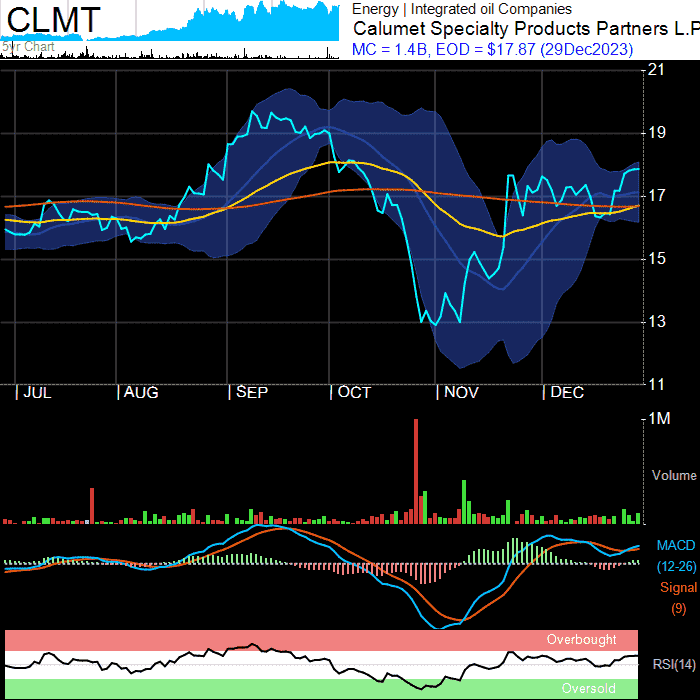 CLMT
5yr Chart
Energy | Integrated oil Companies
Calumet Specialty Products Partners L.P
MC = 1.4B, EOD = $17.87 (29Dec2023)
21
19
17
15
13
11
JUL
AUG
SEP
OCT
NOV
DEC
1M
Volume
MACD
(12-26)
Signal
(9)
Overbought
RSI(14)
Oversold